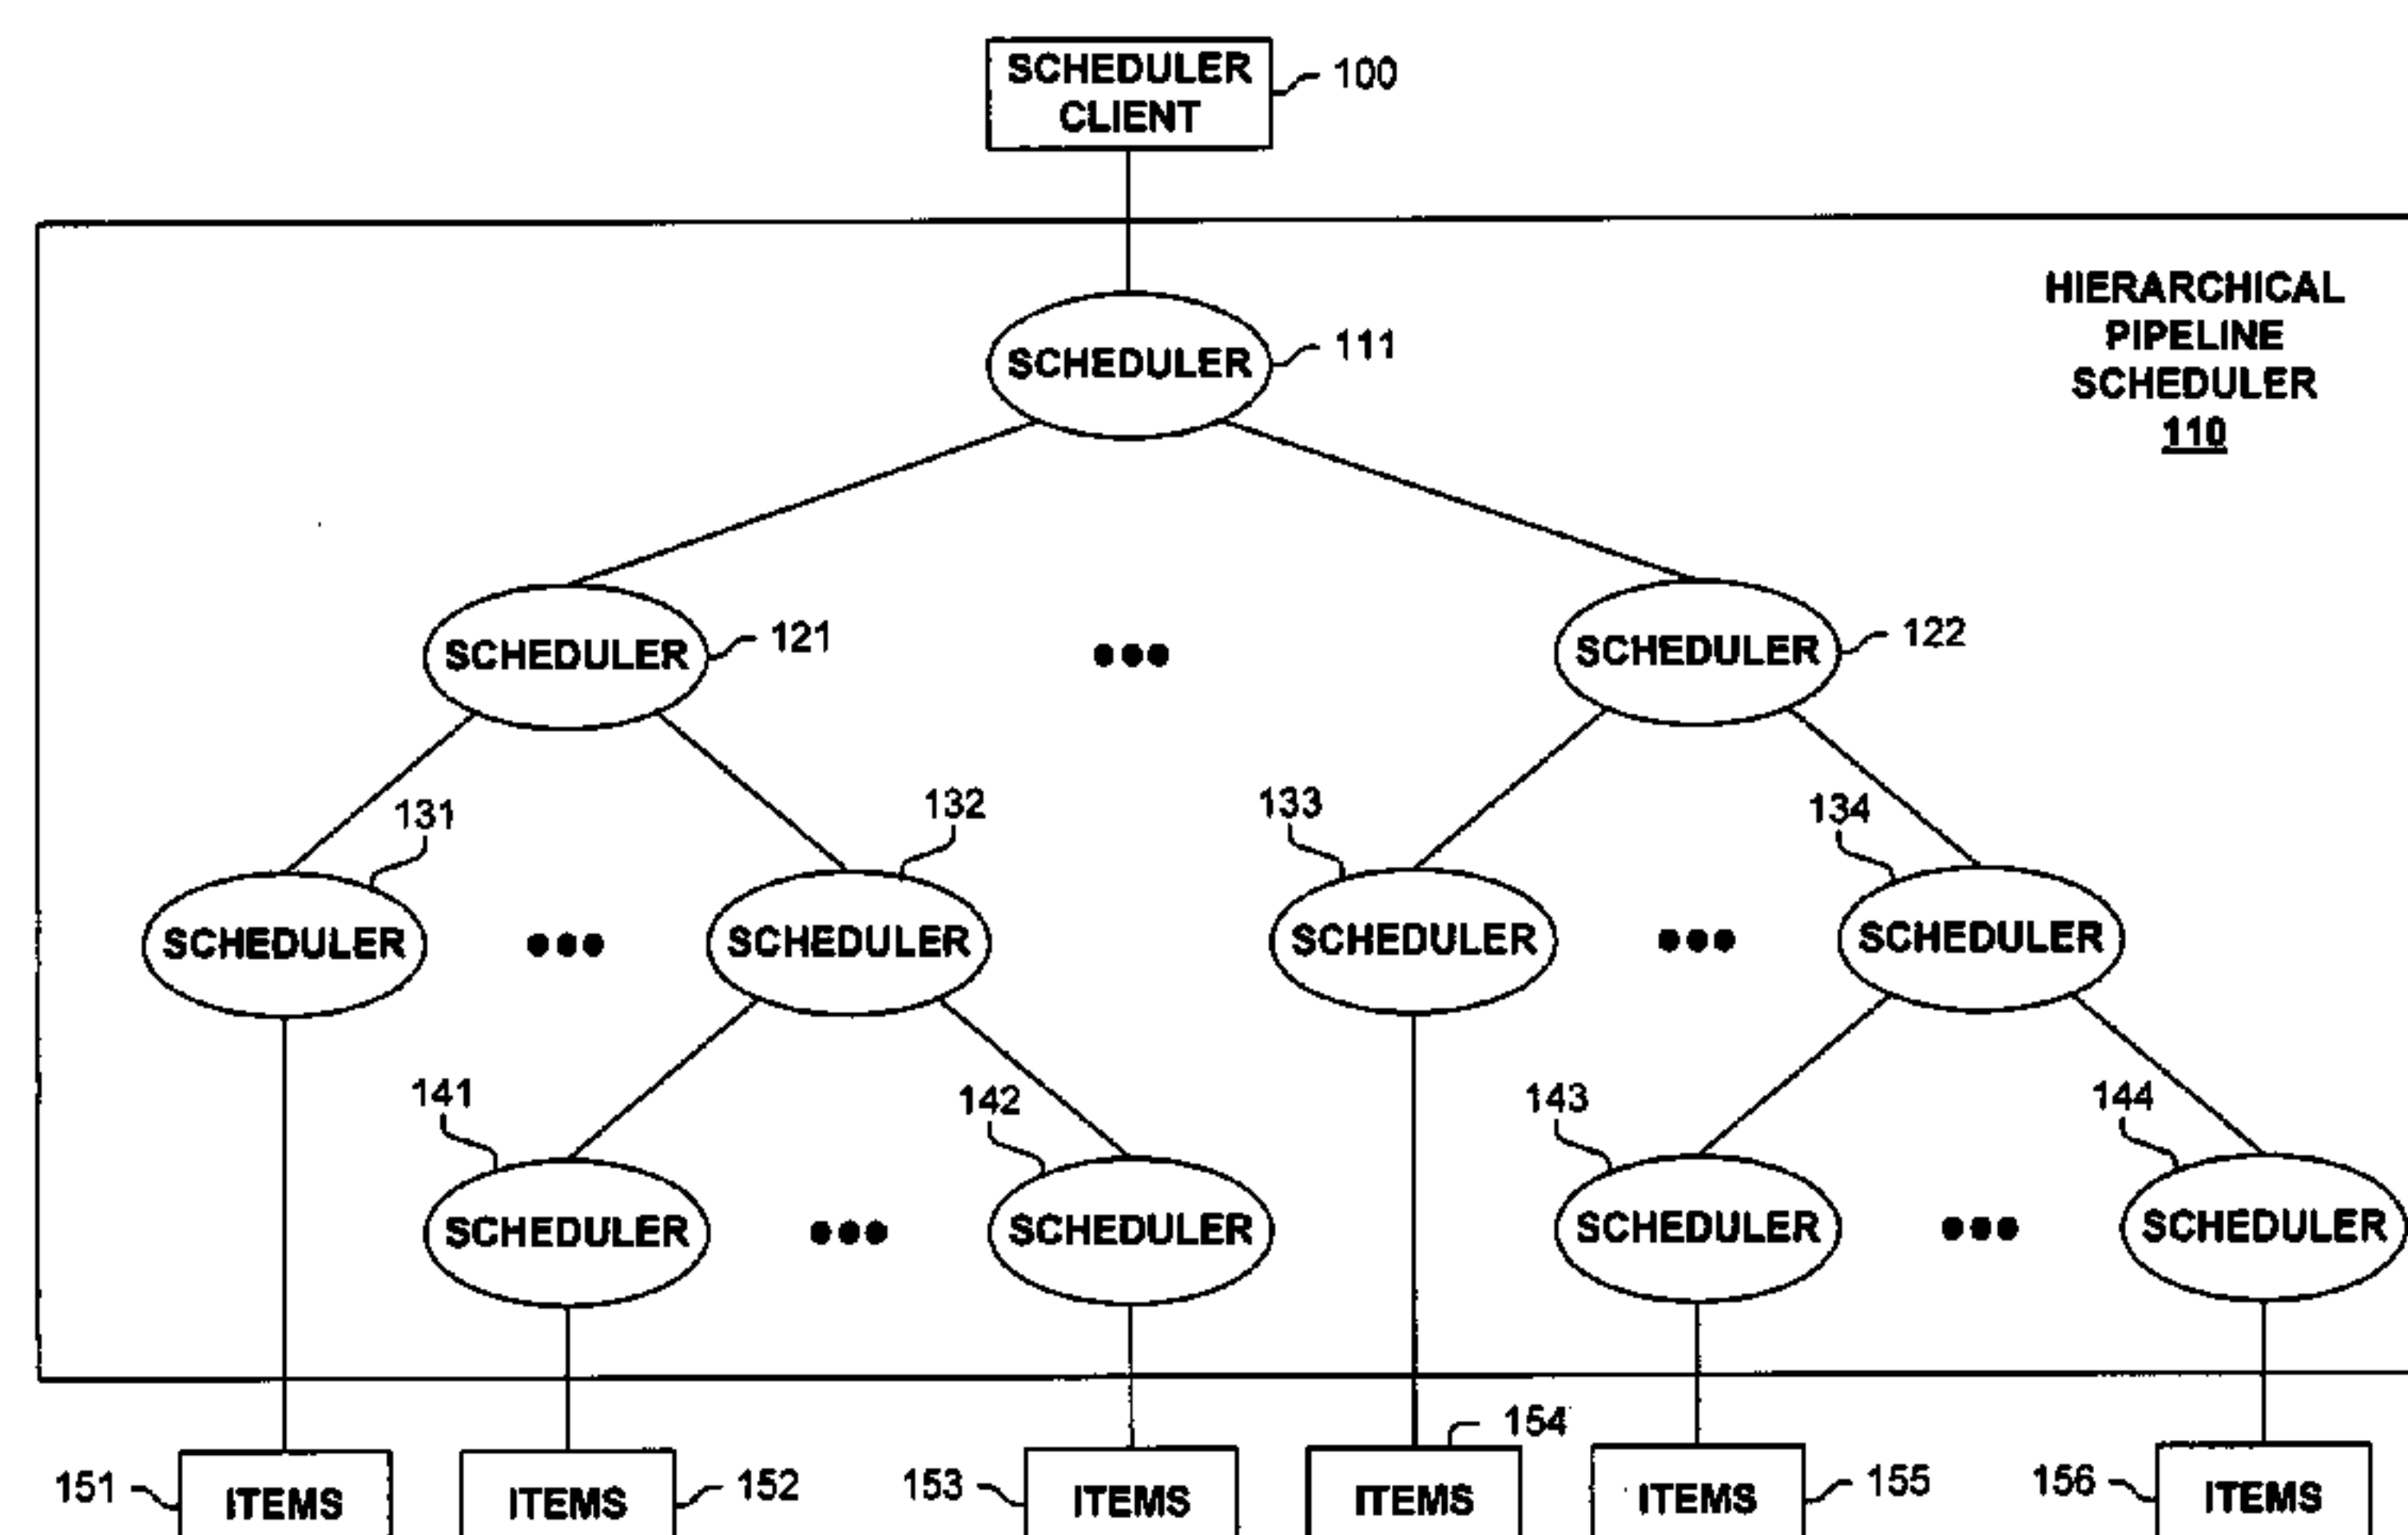 SCHEDULER
CLIENT
100
HIERARCHICAL
PIPELINE
SCHEDULER
110
SCHEDULER
111
SCHEDULER
121
SCHEDULER
122
131
132
133
134
SCHEDULER
SCHEDULER
SCHEDULER
SCHEDULER
141
142
143
144
SCHEDULER
SCHEDULER
SCHEDULER
SCHEDULER
151
ITEMS
ITEMS
152
153
ITEMS
154
ITEMS
ITEMS
155
156
ITEMS